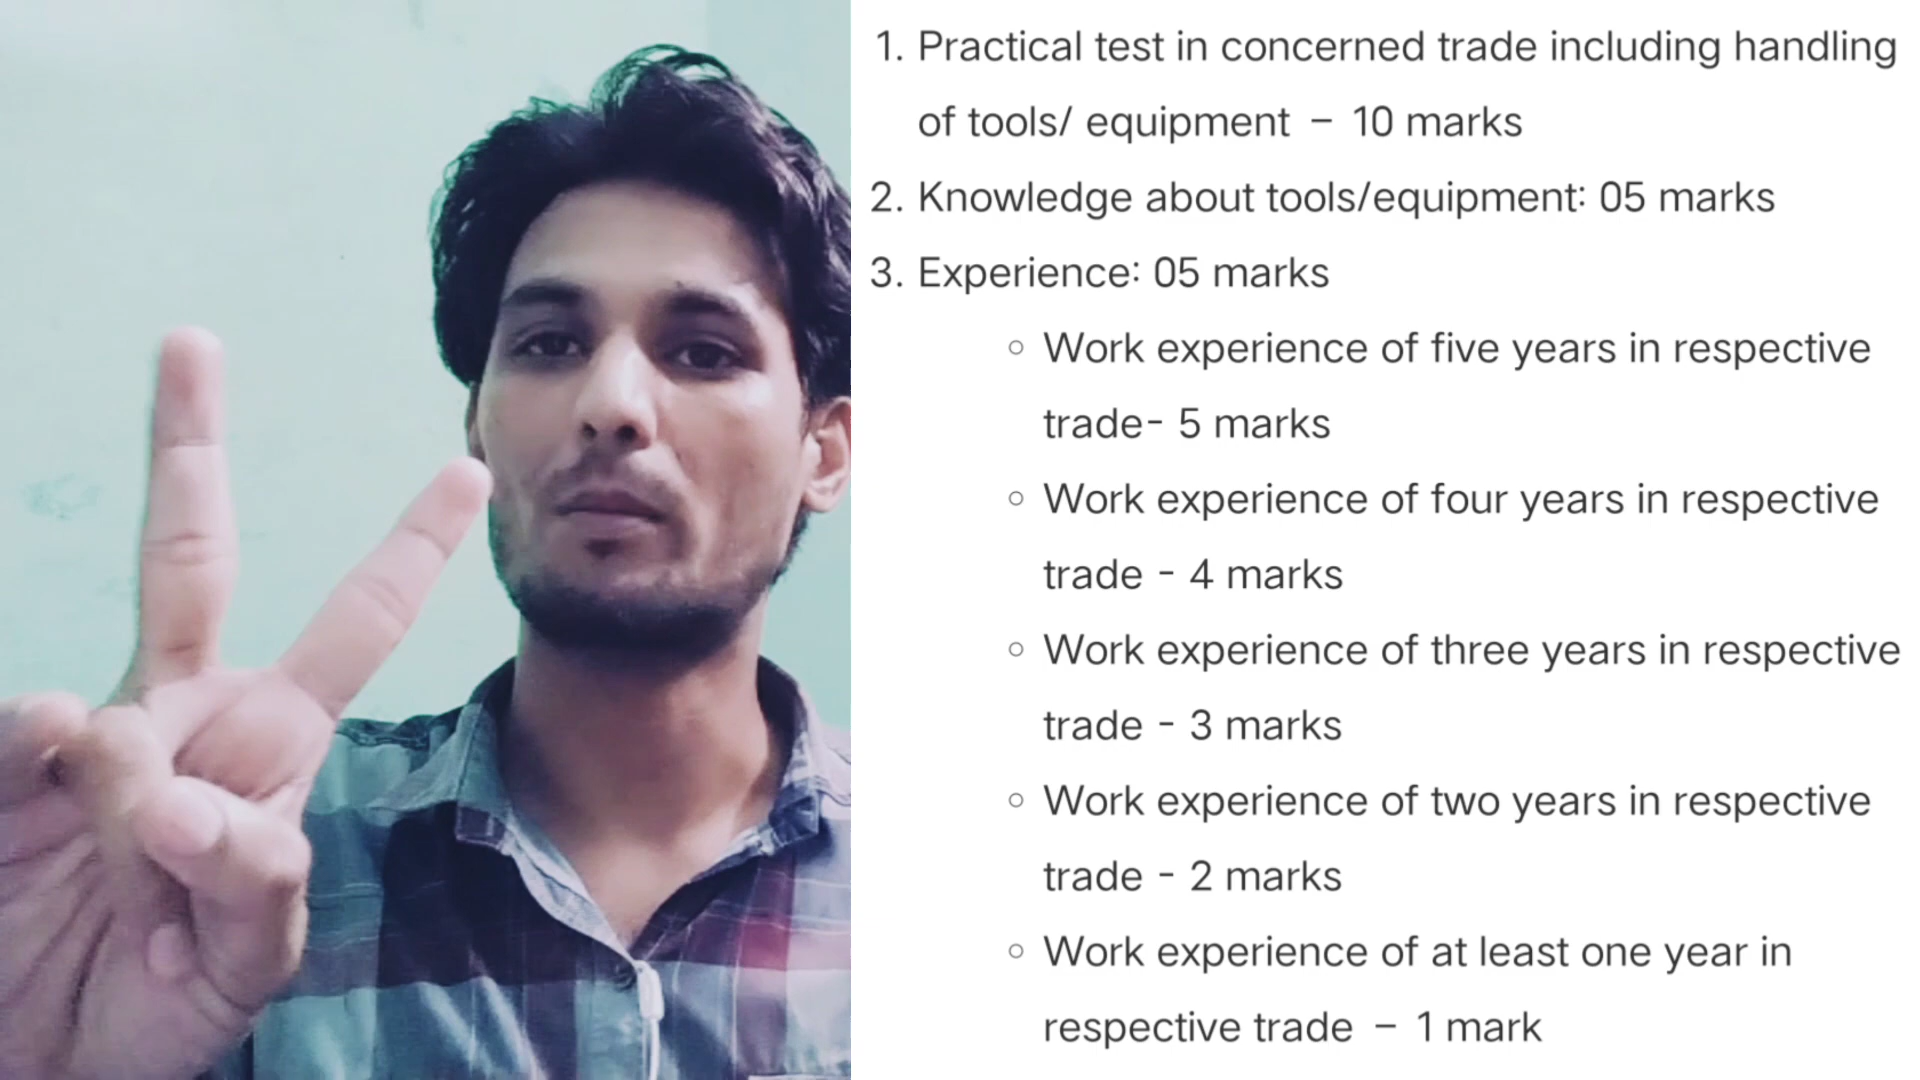 1. Practical test in concerned trade including handling
of tools/ equipment – 10 marks
2. Knowledge about tools/equipment: 05 marks
3. Experience: 05 marks
○ Work experience of five years in respective
trade- 5 marks
○ Work experience of four years in respective
trade - 4 marks
○ Work experience of three years in respective
trade - 3 marks
○ Work experience of two years in respective
trade - 2 marks
○ Work experience of at least one year in
respective trade – 1 mark